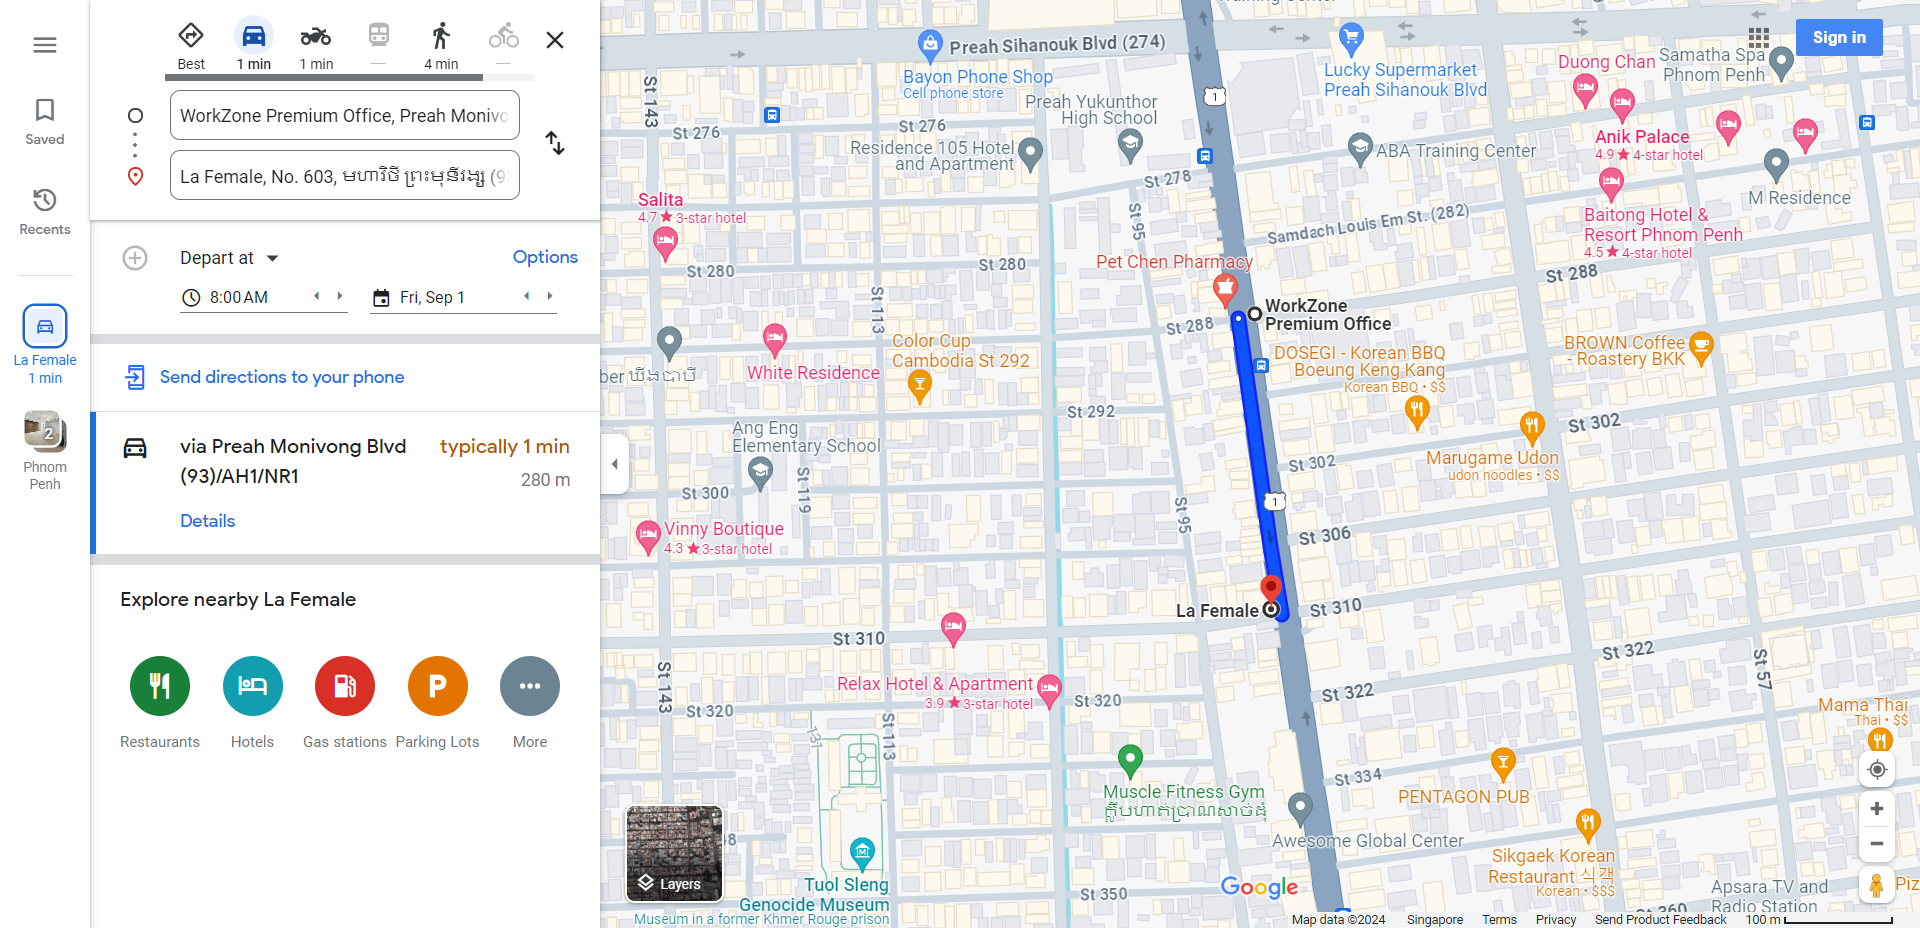 Saved
Recents
La Female
1 min
2
Phnom
Penh
Best
1 min
1 min
—
4 min
—
WorkZone Premium Office, Preah Monivo
La Female, No. 603, មហាវិថី ព្រះមុនីវង្ស (9
Depart at
Options
8:00 AM
Fri, Sep 1
Send directions to your phone
via Preah Monivong Blvd
(93)/AH1/NR1
typically 1 min
280 m
Details
Explore nearby La Female
Restaurants
Hotels
Gas stations
P
Parking Lots
More
Sign in
Preah Sihanouk Blvd (274)
Bayon Phone Shop
Cell phone store
Lucky Supermarket
Preah Sihanouk Blvd
Duong Chan
Samatha Spa
Phnom Penh
St 143
St 276
St 276
Preah Yukunthor
High School
1
Residence 105 Hotel
and Apartment
ABA Training Center
Anik Palace
4.9 ★ 4-star hotel
St 278
St 95
M Residence
Salita
4.7 ★ 3-star hotel
Samdach Louis Em St. (282)
Baitong Hotel &
Resort Phnom Penh
4.5 ★ 4-star hotel
St 280
St 280
Pet Chen Pharmacy
St 288
St 113
WorkZone
Premium Office
St 288
Color Cup
Cambodia St 292
DOSEGI - Korean BBQ
Boeung Keng Kang
Korean BBQ • $$
BROWN Coffee
- Roastery BKK
White Residence
St 292
St 302
Ang Eng
Elementary School
St 302
Marugame Udon
udon noodles • $$
St 119
St 300
1
St 95
Vinny Boutique
4.3 ★ 3-star hotel
St 306
La Female
St 310
St 310
St 322
St 143
St 57
Relax Hotel & Apartment
3.9 ★ 3-star hotel
St 320
St 320
St 322
Mama Thai
Thai • $$
131
St 113
St 334
Muscle Fitness Gym
PENTAGON PUB
Awesome Global Center
Sikgaek Korean
Restaurant 식객
Korean • $$$
Layers
Tuol Sleng
Genocide Museum
Museum in a former Khmer Rouge prison
St 350
Google
Apsara TV and
Radio Station
Piz
Map data ©2024
Singapore
Terms
Privacy
Send Product Feedback
100 m